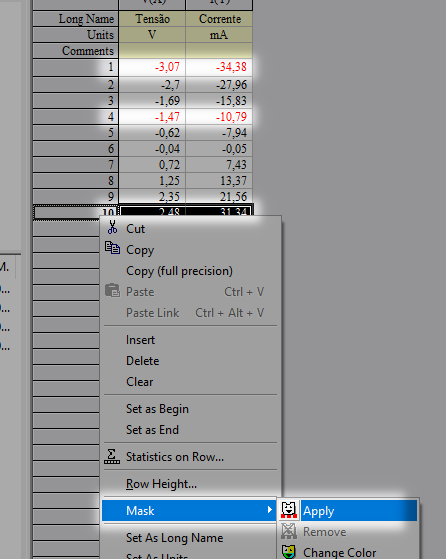 V(X) I(Y)
Long Name Tensão Corrente
Units V mA
Comments
1 -3,07 -34,38
2 -2,7 -27,96
3 -1,69 -15,83
4 -1,47 -10,79
5 -0,62 -7,94
6 -0,04 -0,05
7 0,72 7,43
8 1,25 13,37
9 2,35 21,56
10 2,48 31,34
M.
)...
)...
)...
)...
Cut
Copy
Copy (full precision)
Paste Ctrl + V
Paste Link Ctrl + Alt + V
Insert
Delete
Clear
Set as Begin
Set as End
Statistics on Row...
Row Height...
Mask Apply
Remove
Set As Long Name
Change Color
Set As Units